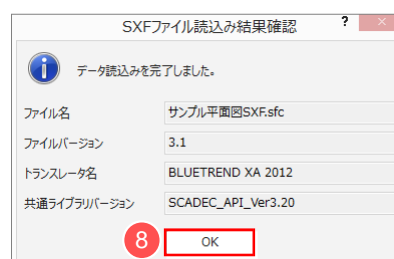 SXFファイル読込み結果確認 ? ×
データ読込みを完了しました。
ファイル名 サンプル平面図SXF.sfc
ファイルバージョン 3.1
トランスレータ名 BLUETREND XA 2012
共通ライブラリバージョン SCADEC_API_Ver3.20
8 OK